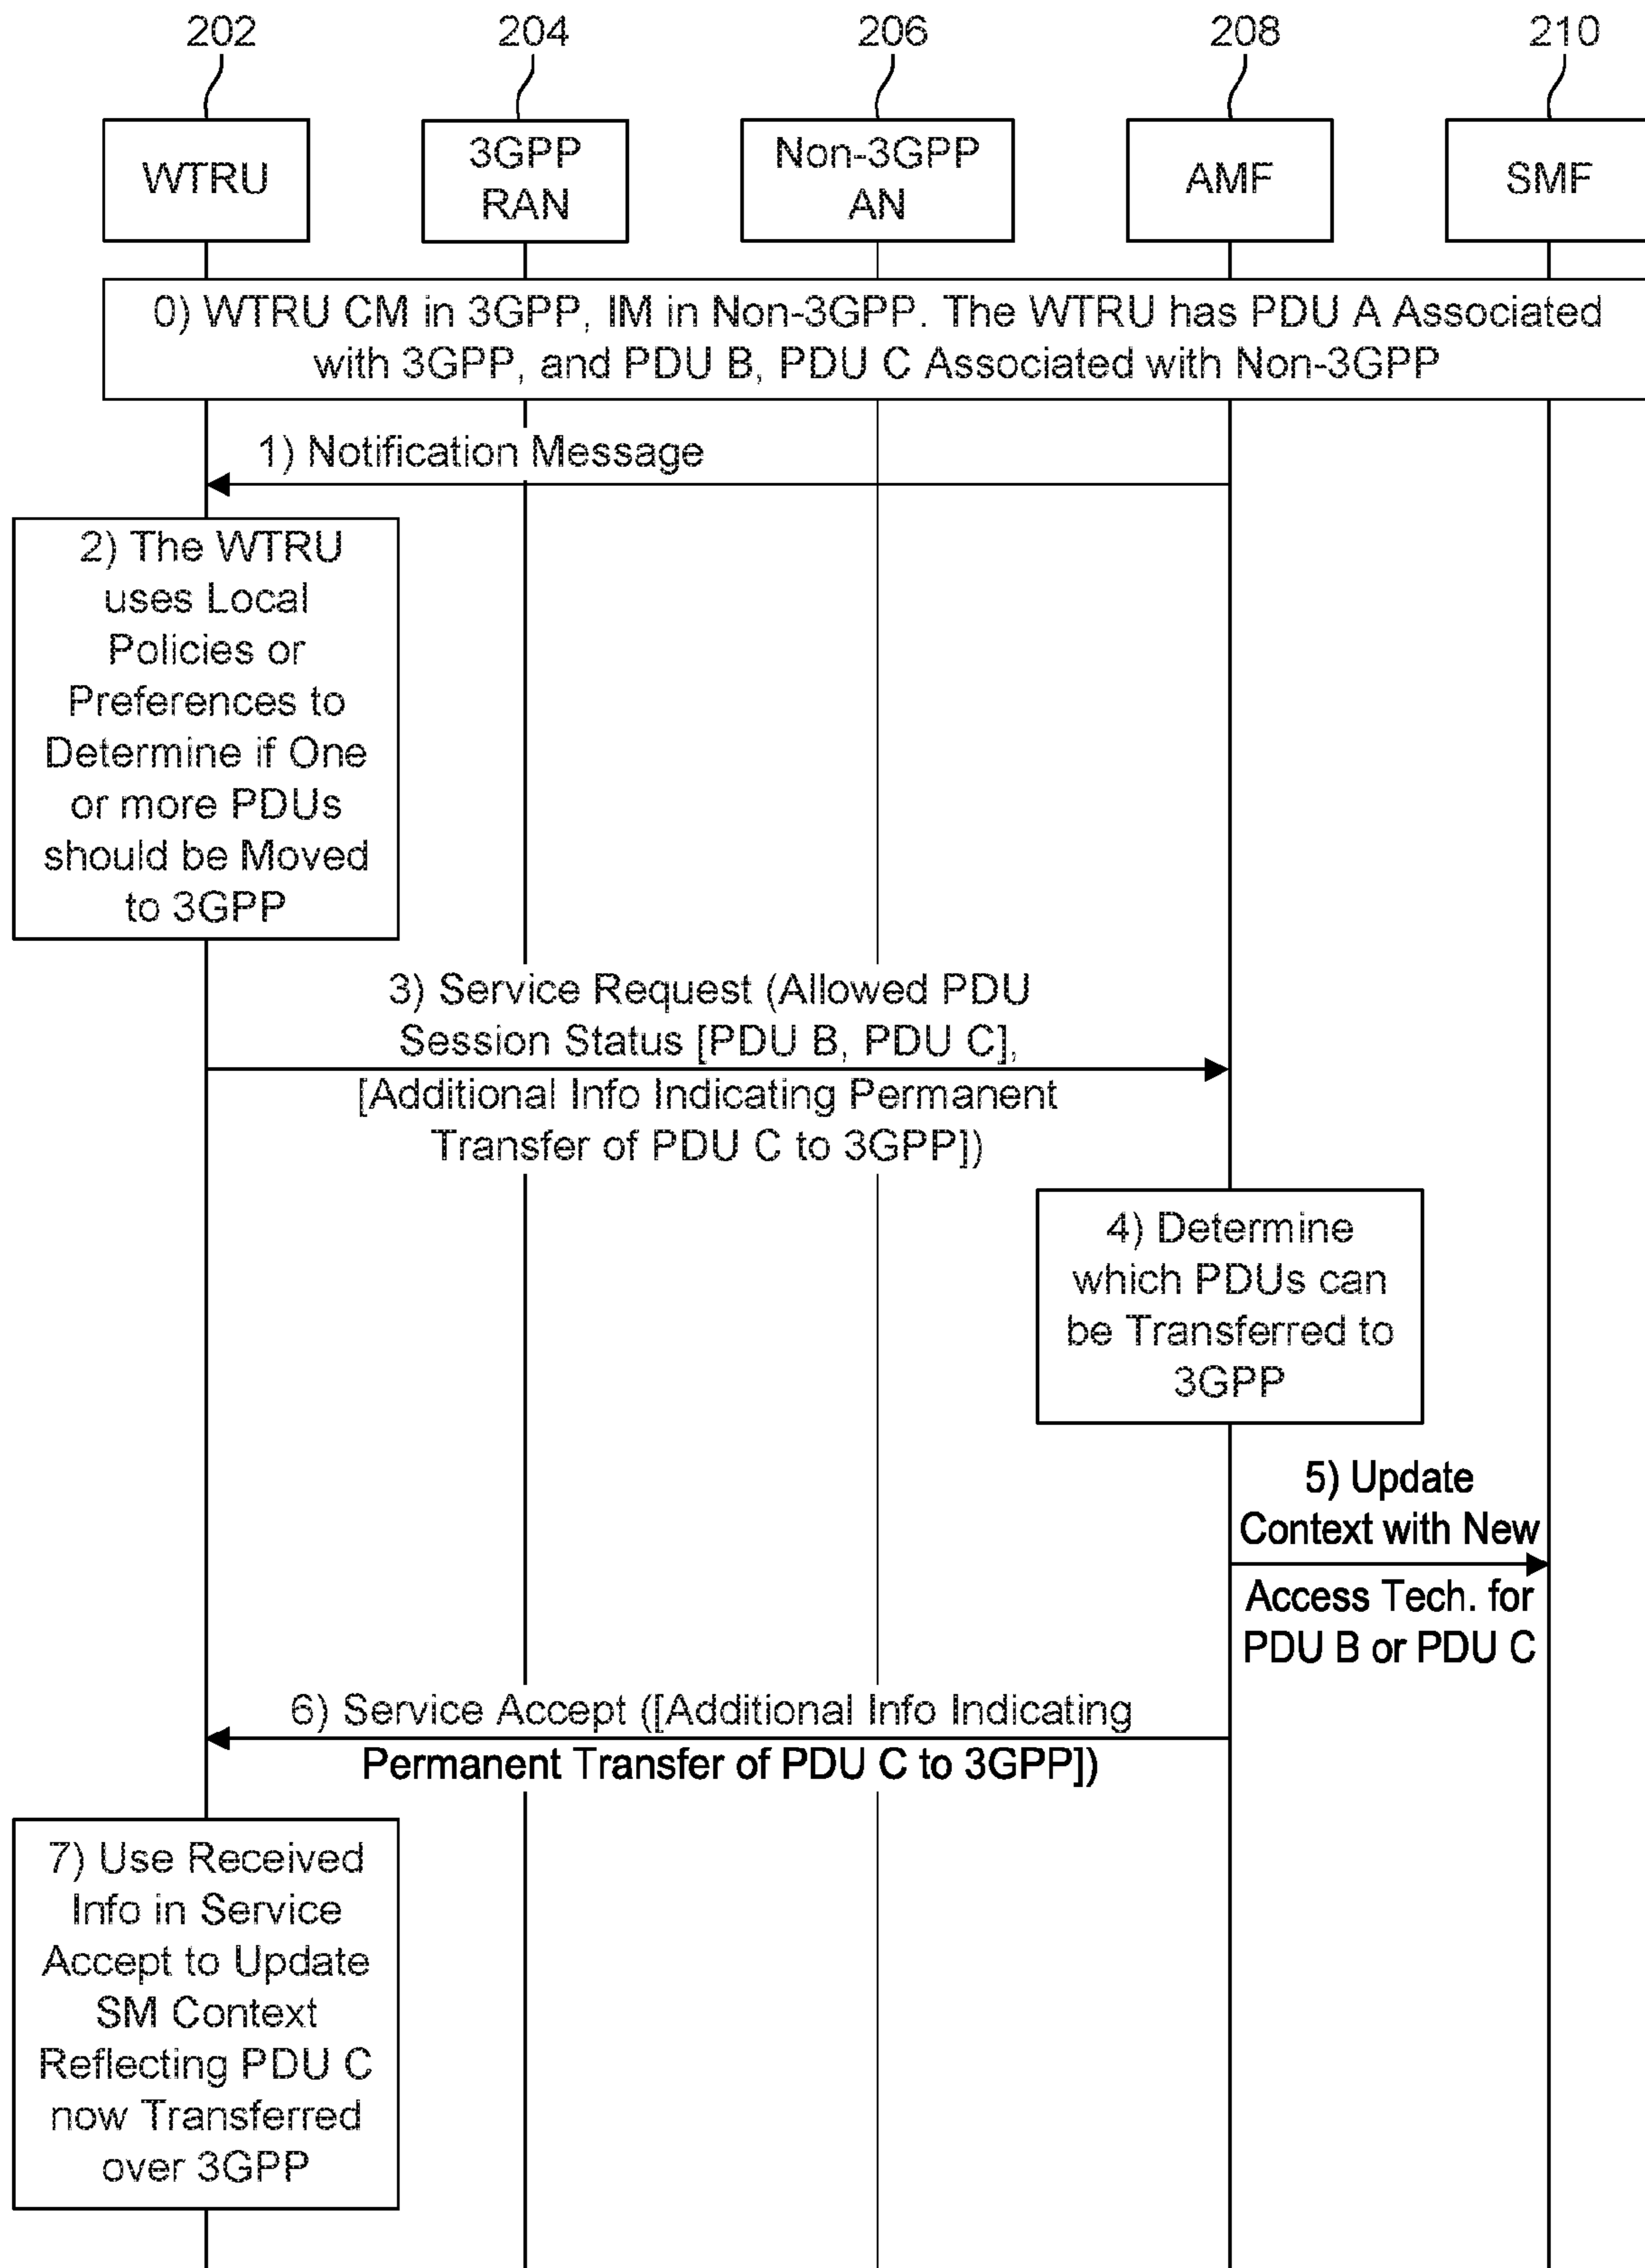 202
204
206
208
210
WTRU
3GPP
RAN
Non-3GPP
AN
AMF
SMF
0) WTRU CM in 3GPP, IM in Non-3GPP. The WTRU has PDU A Associated
with 3GPP, and PDU B, PDU C Associated with Non-3GPP
1) Notification Message
2) The WTRU
uses Local
Policies or
Preferences to
Determine if One
or more PDUs
should be Moved
to 3GPP
3) Service Request (Allowed PDU
Session Status [PDU B, PDU C],
[Additional Info Indicating Permanent
Transfer of PDU C to 3GPP])
4) Determine
which PDUs can
be Transferred to
3GPP
5) Update
Context with New
Access Tech. for
PDU B or PDU C
6) Service Accept ([Additional Info Indicating
Permanent Transfer of PDU C to 3GPP])
7) Use Received
Info in Service
Accept to Update
SM Context
Reflecting PDU C
now Transferred
over 3GPP